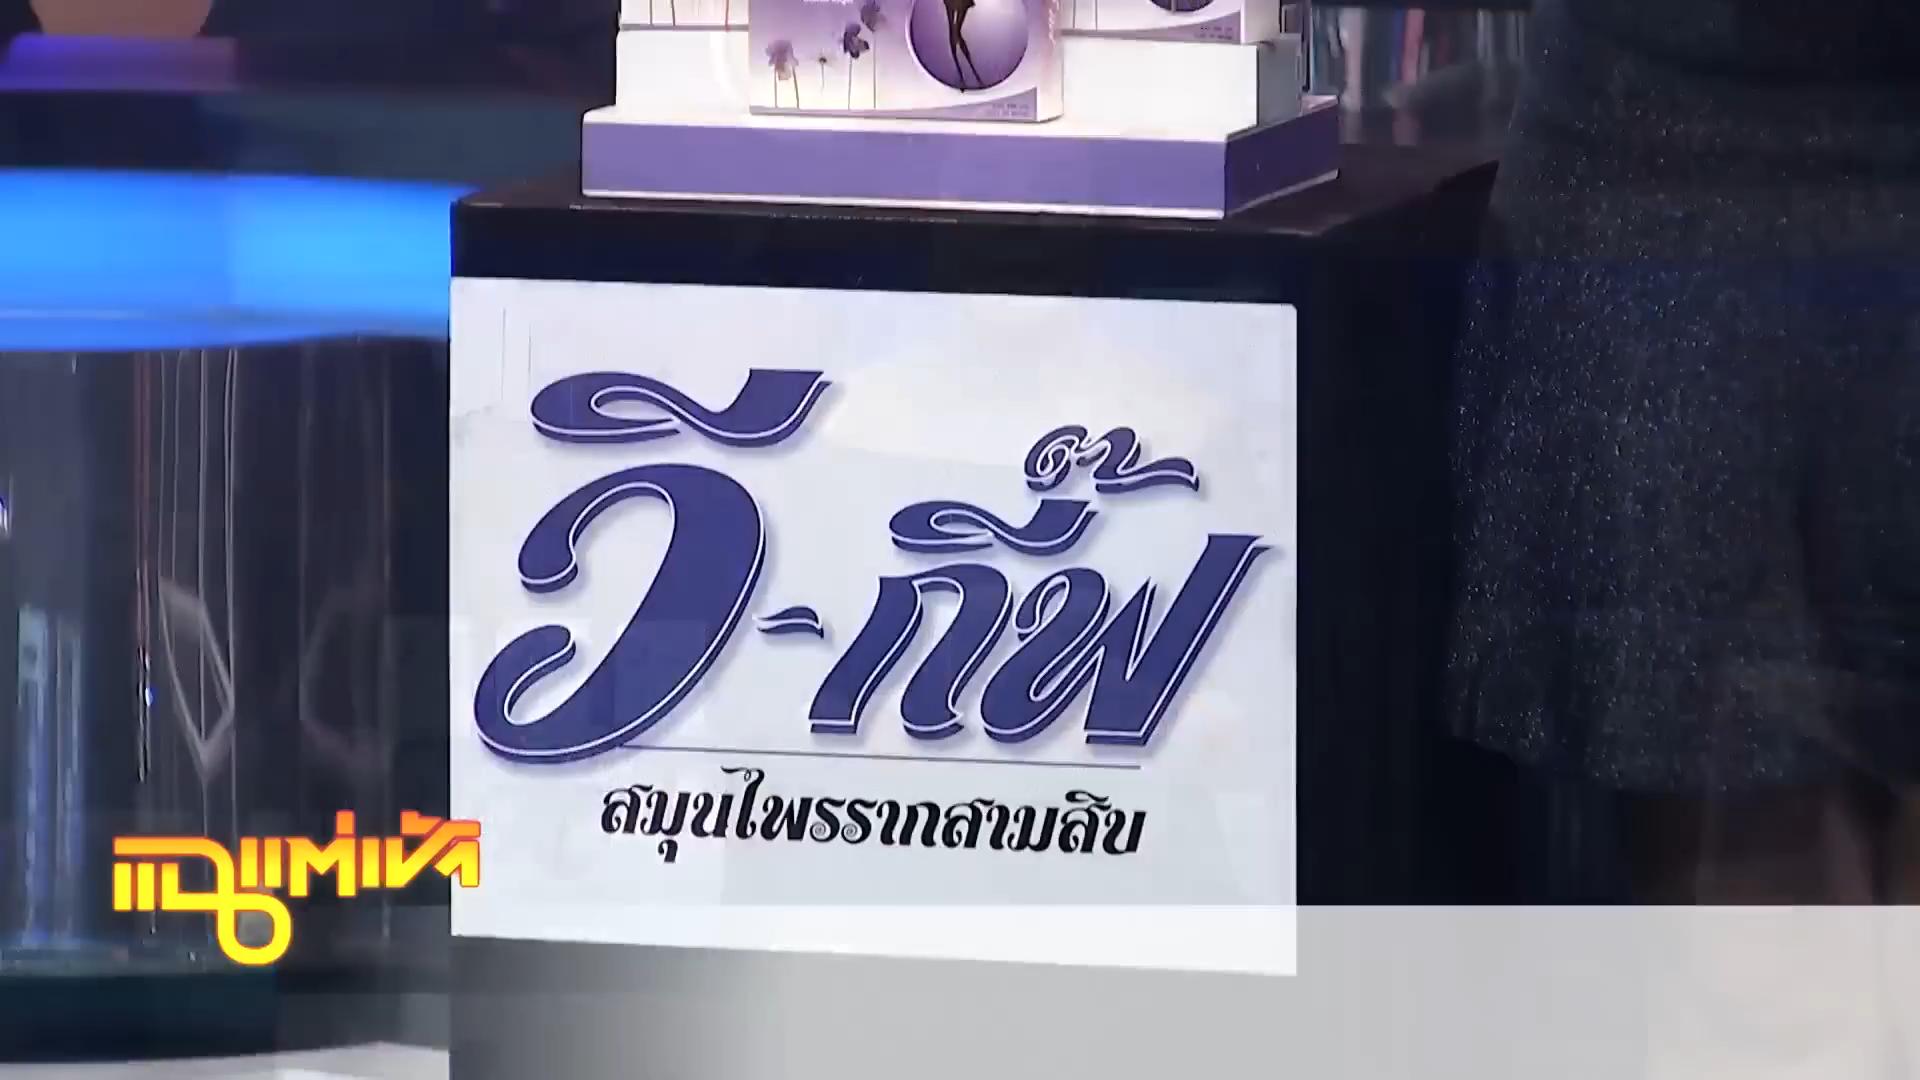 วี-กี๊ฟ
สมุนไพรรากสามสิบ
แฉแต่เช้า